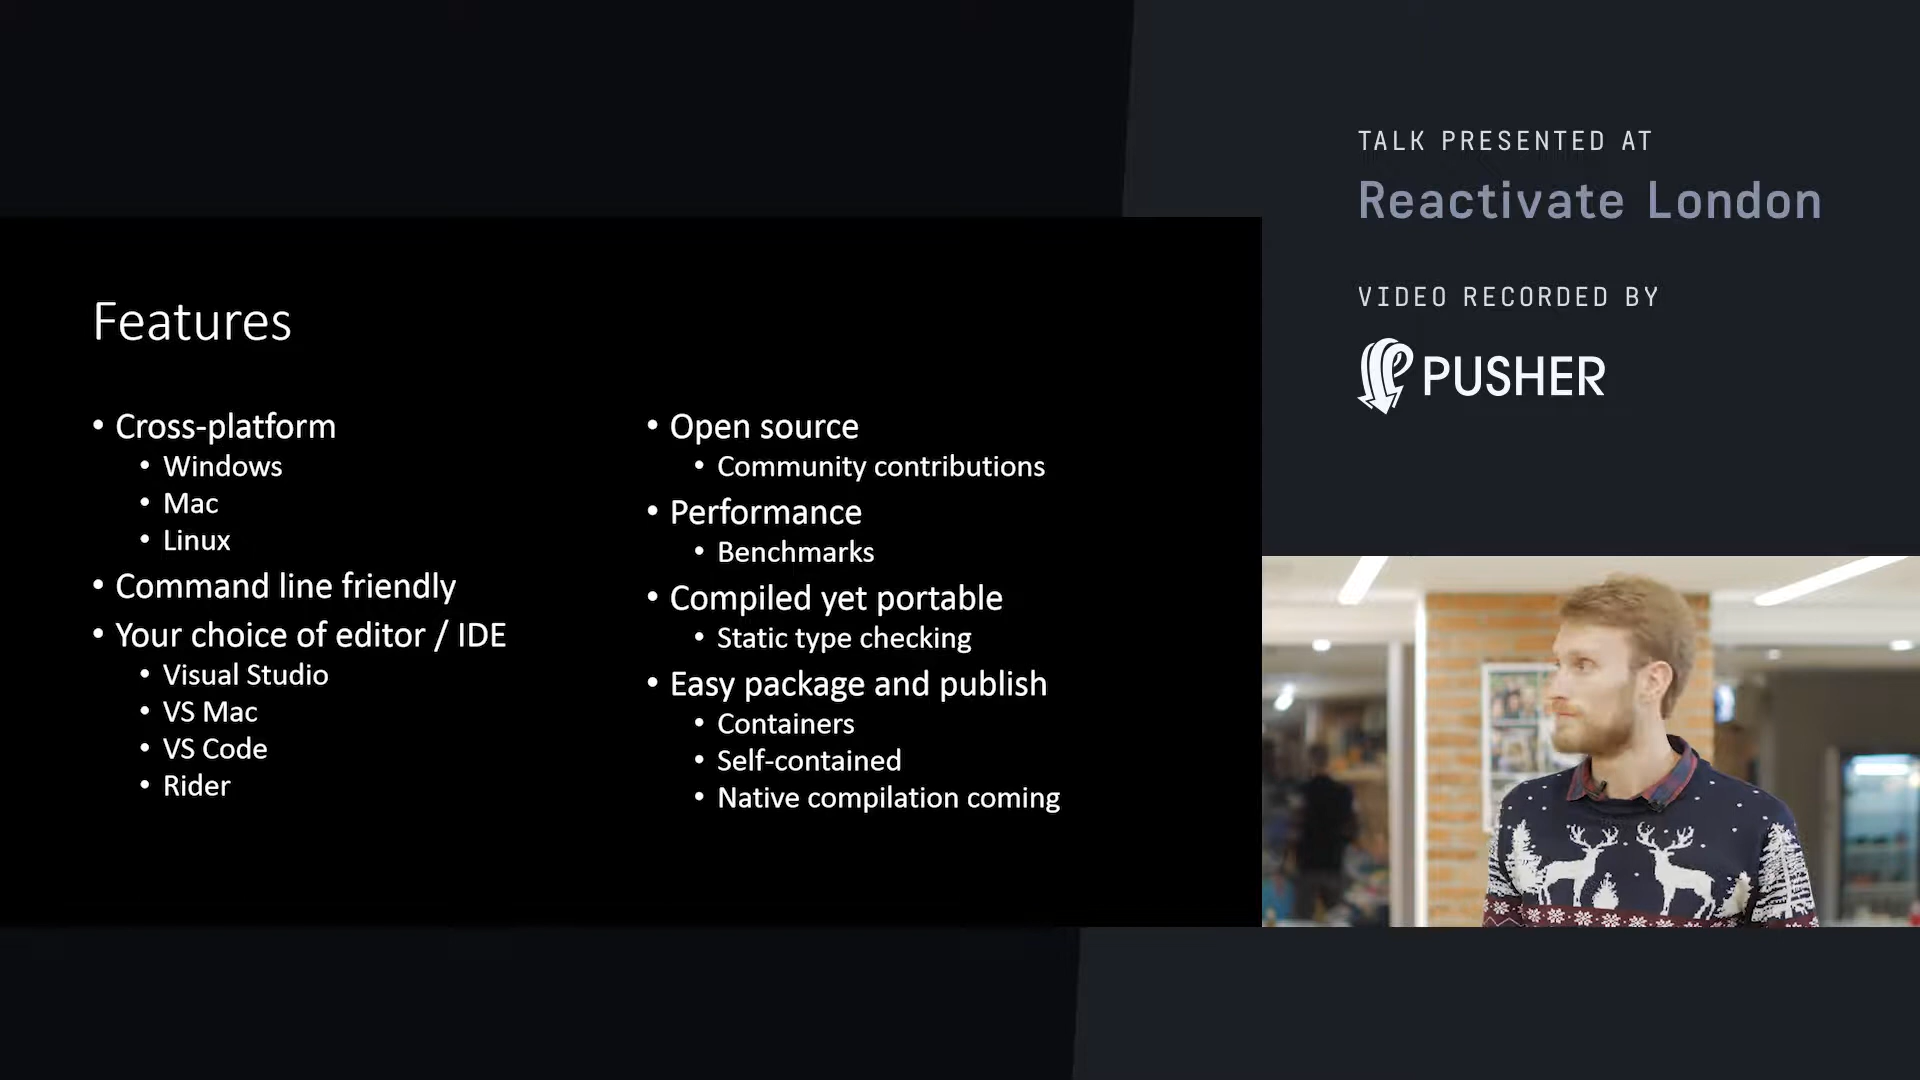 TALK PRESENTED AT
Reactivate London
VIDEO RECORDED BY
PUSHER
Features
• Cross-platform
• Windows
• Mac
• Linux
• Command line friendly
• Your choice of editor / IDE
• Visual Studio
• VS Mac
• VS Code
• Rider
• Open source
• Community contributions
• Performance
• Benchmarks
• Compiled yet portable
• Static type checking
• Easy package and publish
• Containers
• Self-contained
• Native compilation coming